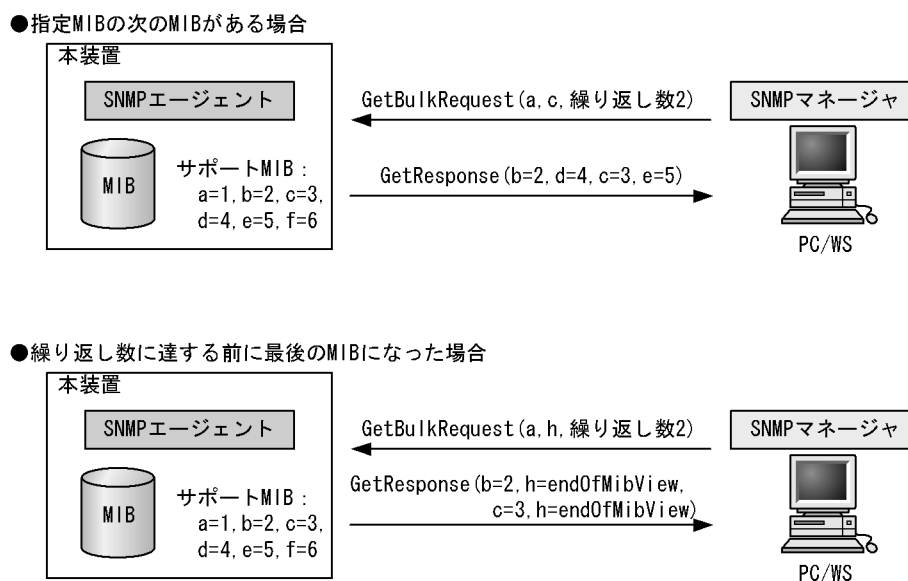 ●指定MIBの次のMIBがある場合
本装置
SNMPエージェント
GetBulkRequest(a,c,繰り返し数2)
SNMPマネージャ
MIB
サポートMIB：
a=1,b=2,c=3,
d=4,e=5,f=6
GetResponse(b=2,d=4,c=3,e=5)
PC/WS
●繰り返し数に達する前に最後のMIBになった場合
本装置
SNMPエージェント
GetBulkRequest(a,h,繰り返し数2)
SNMPマネージャ
MIB
サポートMIB：
a=1,b=2,c=3,
d=4,e=5,f=6
GetResponse(b=2,h=endOfMibView,
c=3,h=endOfMibView)
PC/WS